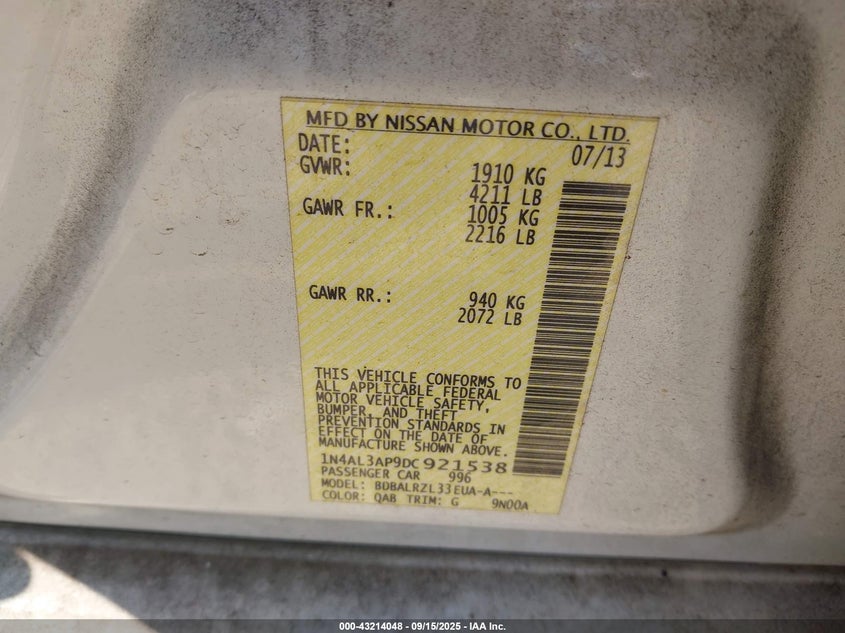 MFD BY NISSAN MOTOR CO., LTD.
DATE: 07/13
GVWR: 1910 KG
4211 LB
GAWR FR.: 1005 KG
2216 LB
GAWR RR.: 940 KG
2072 LB
THIS VEHICLE CONFORMS TO
ALL APPLICABLE FEDERAL
MOTOR VEHICLE SAFETY,
BUMPER, AND THEFT
PREVENTION STANDARDS IN
EFFECT ON THE DATE OF
MANUFACTURE SHOWN ABOVE.
1N4AL3AP9DC 921538
PASSENGER CAR 996
MODEL: BDBALRZL33EUA-A---
COLOR: QAB TRIM: G 9N00A
000-43214048 - 09/15/2025 - IAA Inc.